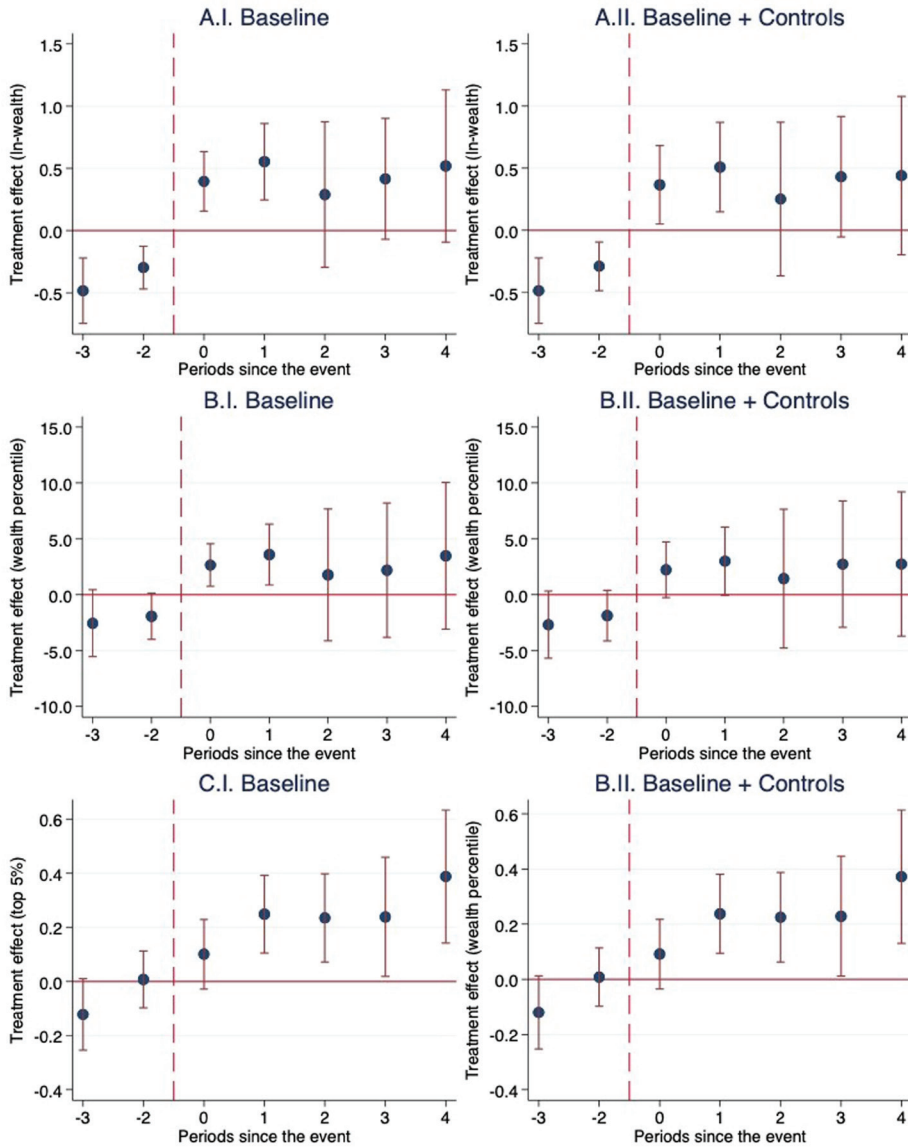 A.I. Baseline
Treatment effect (ln-wealth)
1.5
1.0
0.5
0.0
-0.5
-3 -2 0 1 2 3 4
Periods since the event
A.II. Baseline + Controls
Treatment effect (ln-wealth)
1.5
1.0
0.5
0.0
-0.5
-3 -2 0 1 2 3 4
Periods since the event
B.I. Baseline
Treatment effect (wealth percentile)
15.0
10.0
5.0
0.0
-5.0
-10.0
-3 -2 0 1 2 3 4
Periods since the event
B.II. Baseline + Controls
Treatment effect (wealth percentile)
15.0
10.0
5.0
0.0
-5.0
-10.0
-3 -2 0 1 2 3 4
Periods since the event
C.I. Baseline
Treatment effect (top 5%)
0.6
0.4
0.2
0.0
-0.2
-0.4
-3 -2 0 1 2 3 4
Periods since the event
B.II. Baseline + Controls
Treatment effect (wealth percentile)
0.6
0.4
0.2
0.0
-0.2
-0.4
-3 -2 0 1 2 3 4
Periods since the event